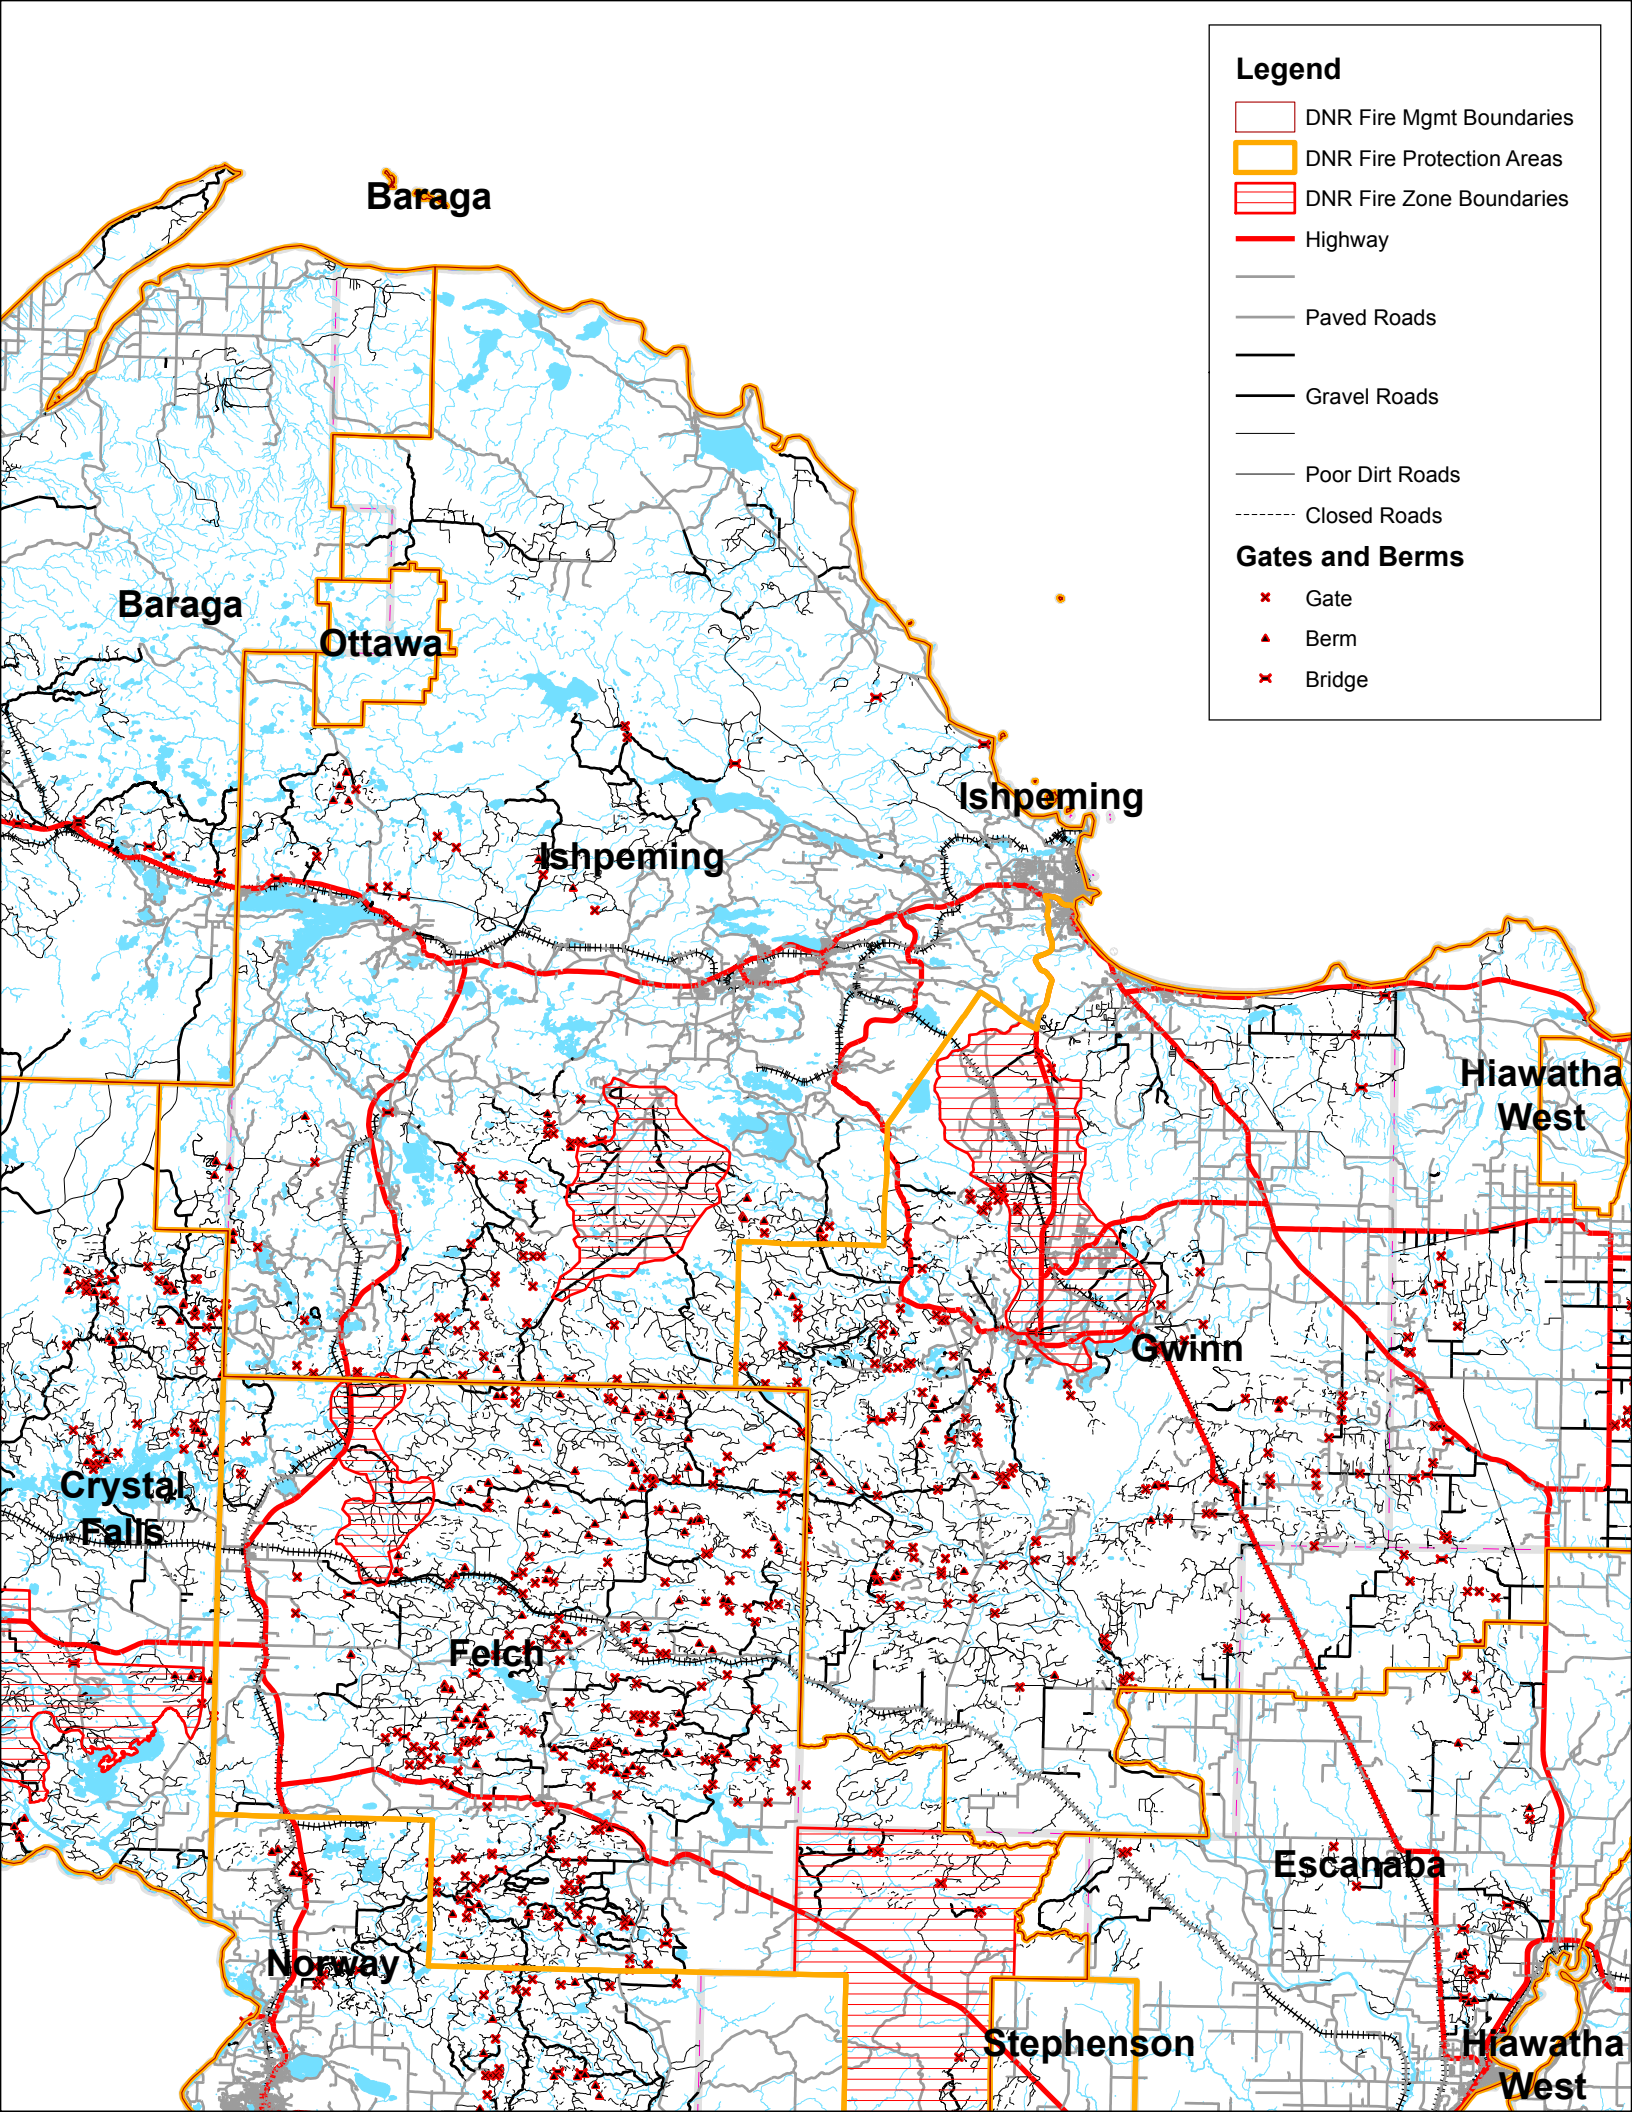 Legend
DNR Fire Mgmt Boundaries
DNR Fire Protection Areas
DNR Fire Zone Boundaries
Highway
Paved Roads
Gravel Roads
Poor Dirt Roads
Closed Roads
Gates and Berms
Gate
Berm
Bridge
Baraga
Baraga
Ottawa
Ishpeming
Ishpeming
Hiawatha
West
Gwinn
Crystal
Falls
Felch
Escanaba
Norway
Stephenson
Hiawatha
West